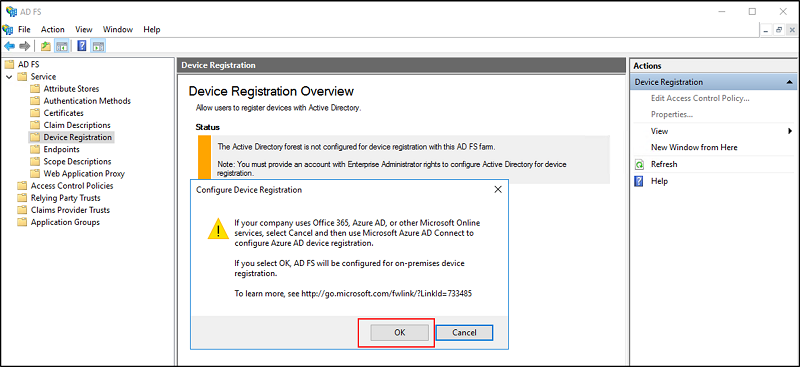 AD FS
File Action View Window Help
AD FS
Service
Attribute Stores
Authentication Methods
Certificates
Claim Descriptions
Device Registration
Endpoints
Scope Descriptions
Web Application Proxy
Access Control Policies
Relying Party Trusts
Claims Provider Trusts
Application Groups
Device Registration
Device Registration Overview
Allow users to register devices with Active Directory.
Status
The Active Directory forest is not configured for device registration with this AD FS farm.
Note: You must provide an account with Enterprise Administrator rights to configure Active Directory for device
registration.
Configure Device Registration
If your company uses Office 365, Azure AD, or other Microsoft Online
services, select Cancel and then use Microsoft Azure AD Connect to
configure Azure AD device registration.
If you select OK, AD FS will be configured for on-premises device
registration.
To learn more, see http://go.microsoft.com/fwlink/?LinkId=733485
OK Cancel
Actions
Device Registration
Edit Access Control Policy...
Properties...
View
New Window from Here
Refresh
Help